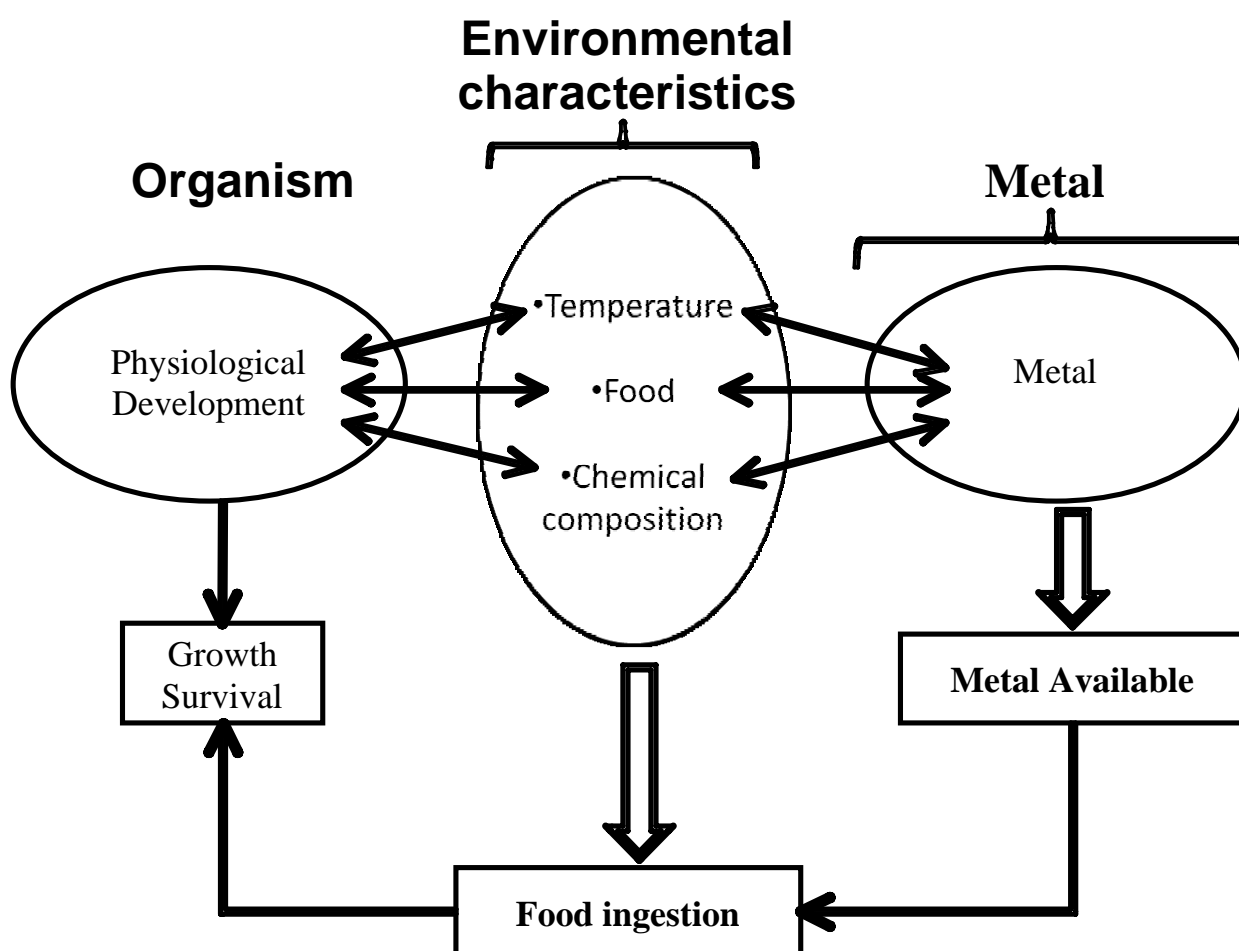 Environmental
characteristics
Organism
Metal
Physiological
Development
•Temperature
•Food
•Chemical
composition
Metal
Growth
Survival
Metal Available
Food ingestion